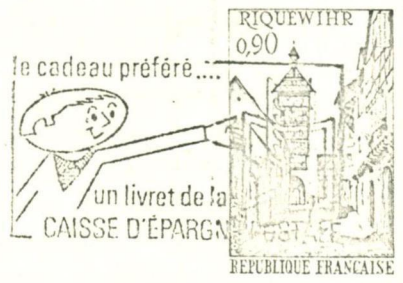 RIQUEWIHR
0,90
le cadeau préféré....
un livret de la
CAISSE D'ÉPARGN
REPUBLIQUE FRANCAISE